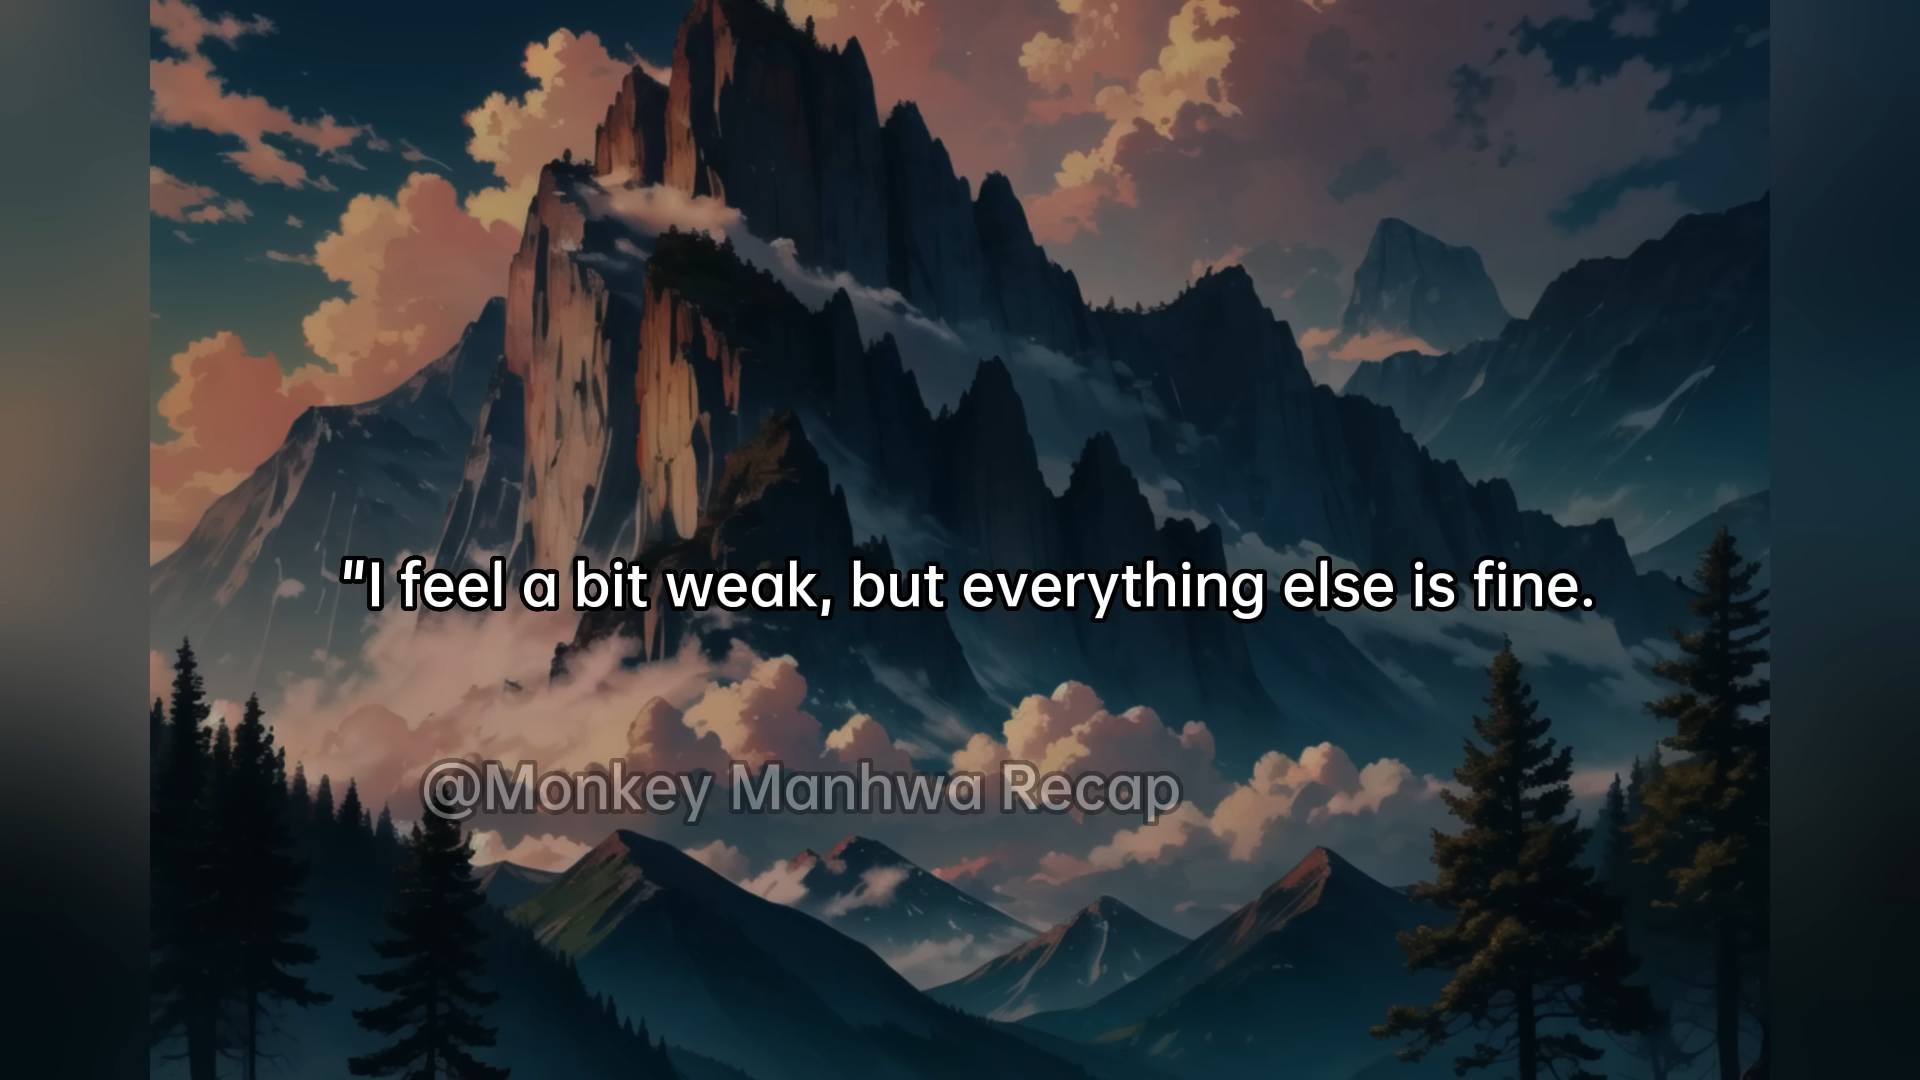 "I feel a bit weak, but everything else is fine.
@Monkey Manhwa Recap